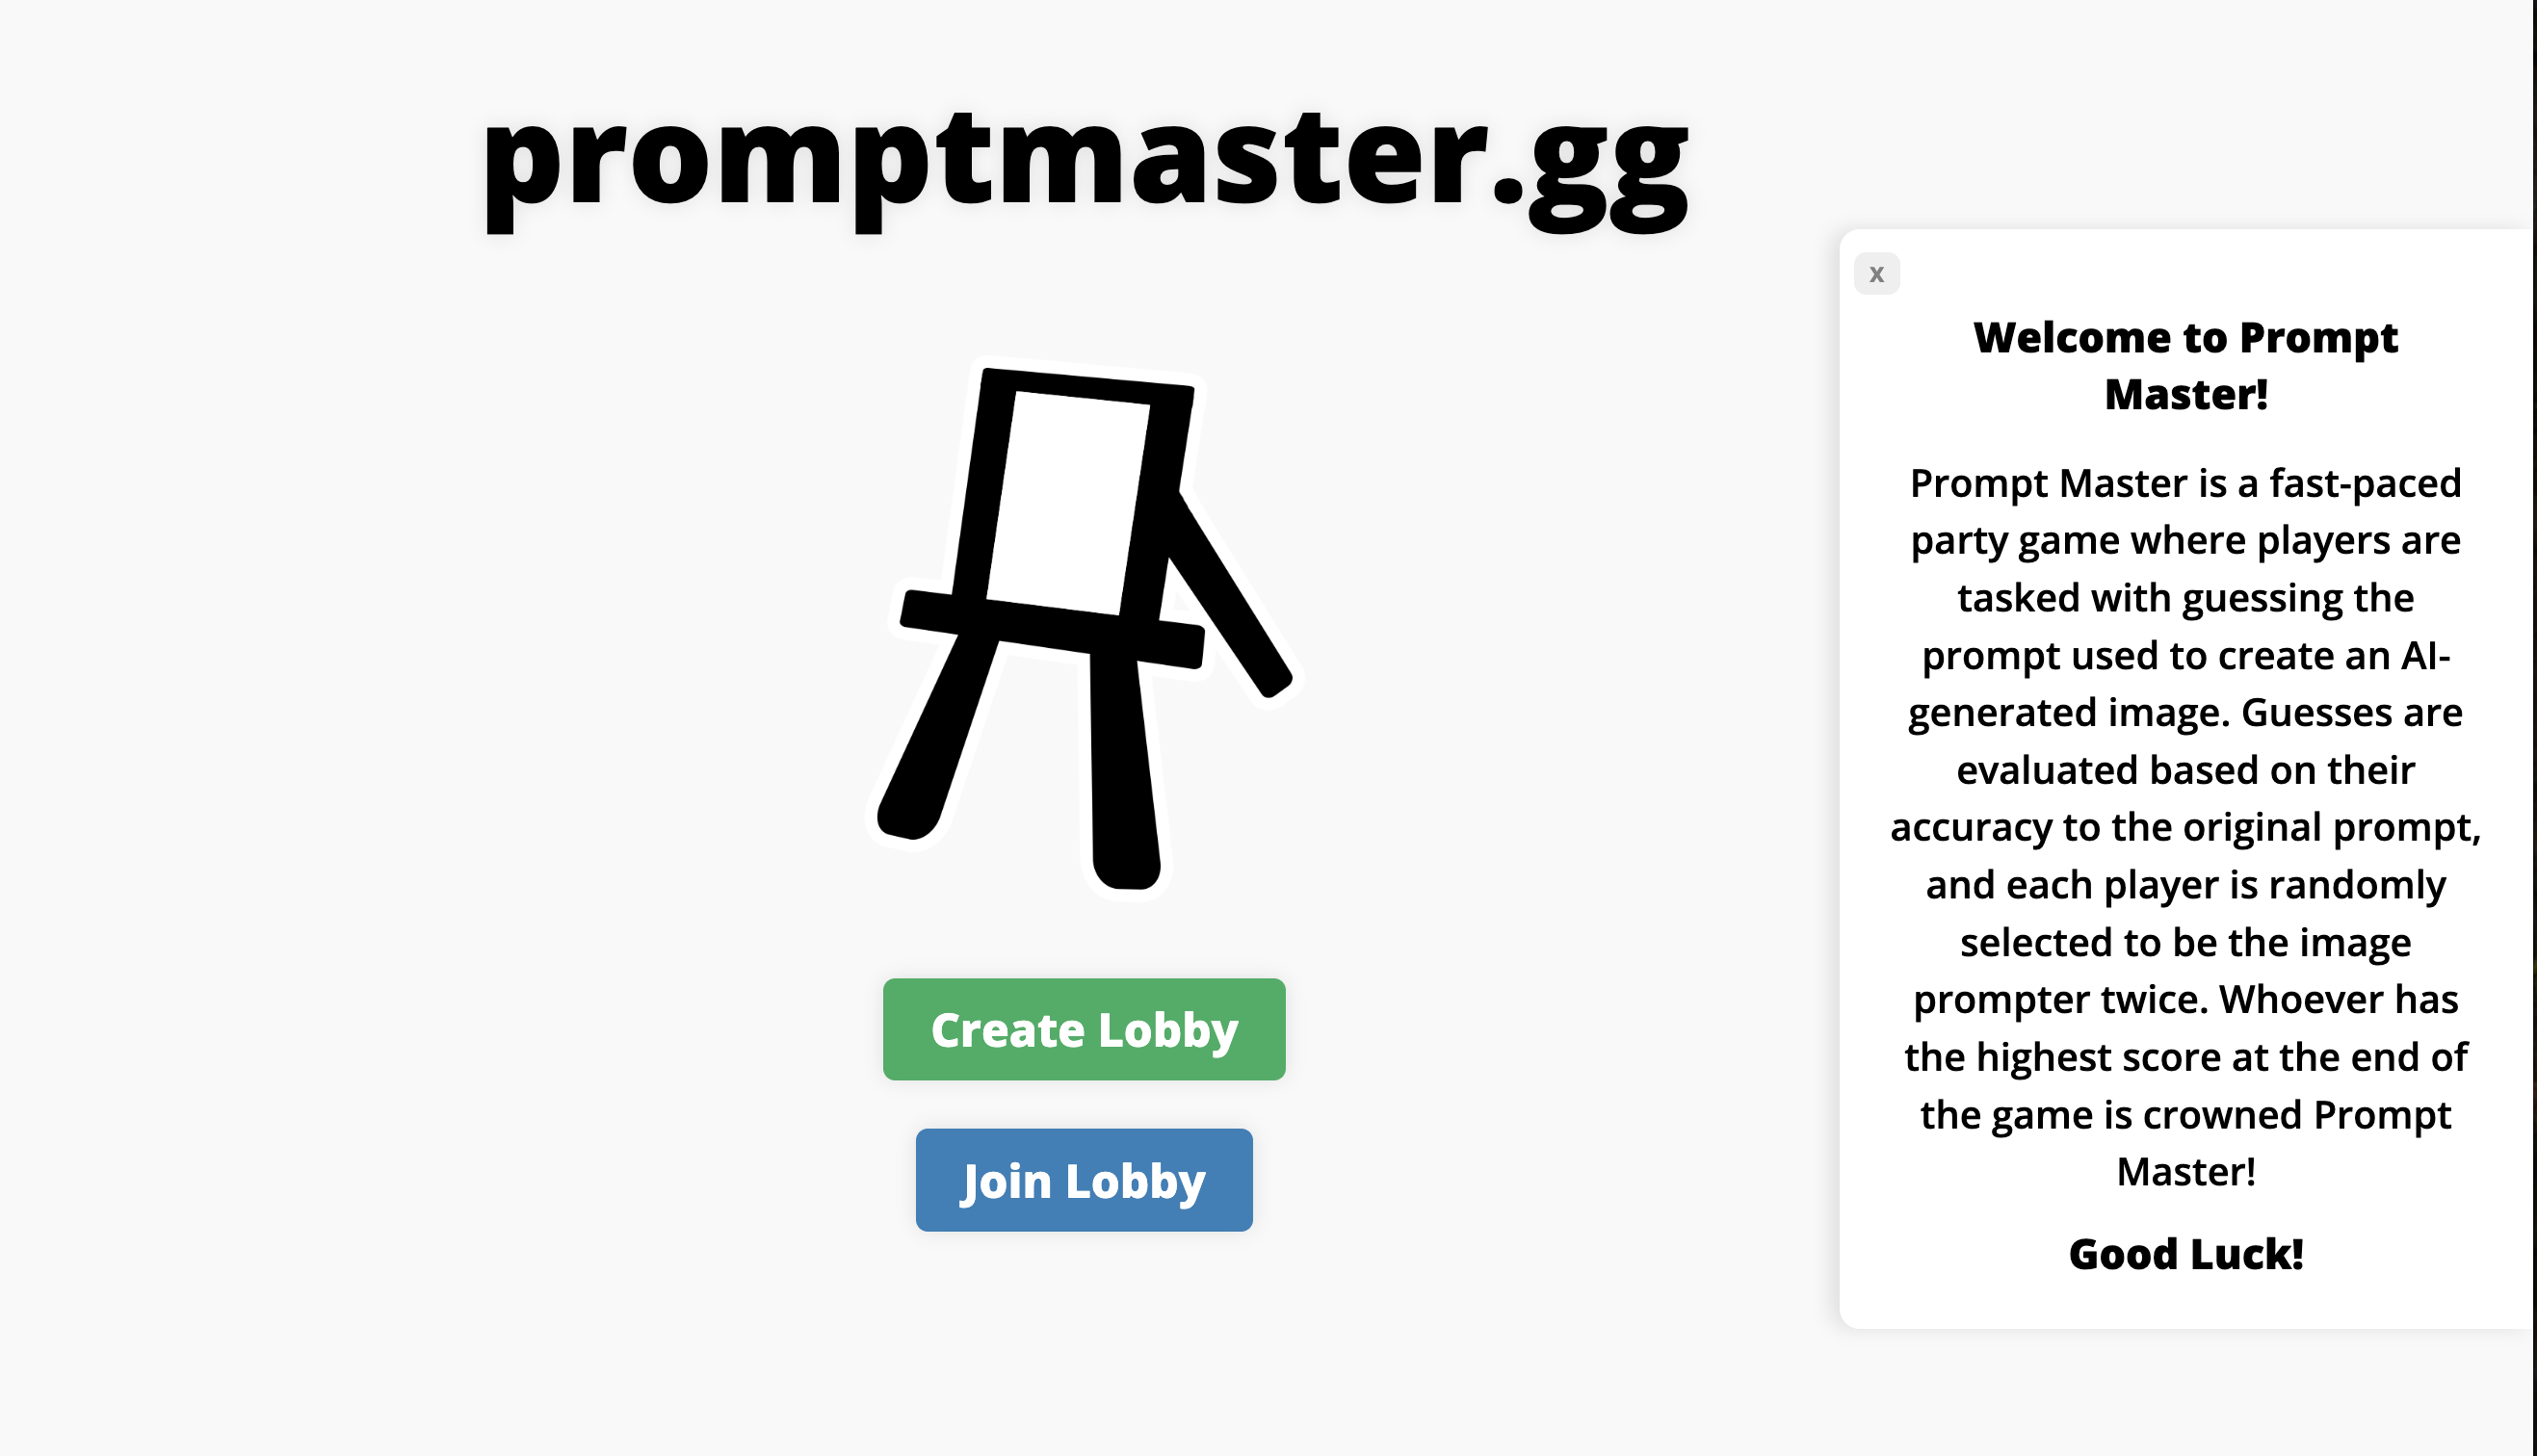 promptmaster.gg
Create Lobby
Join Lobby
x
Welcome to Prompt
Master!
Prompt Master is a fast-paced
party game where players are
tasked with guessing the
prompt used to create an AI-
generated image. Guesses are
evaluated based on their
accuracy to the original prompt,
and each player is randomly
selected to be the image
prompter twice. Whoever has
the highest score at the end of
the game is crowned Prompt
Master!
Good Luck!